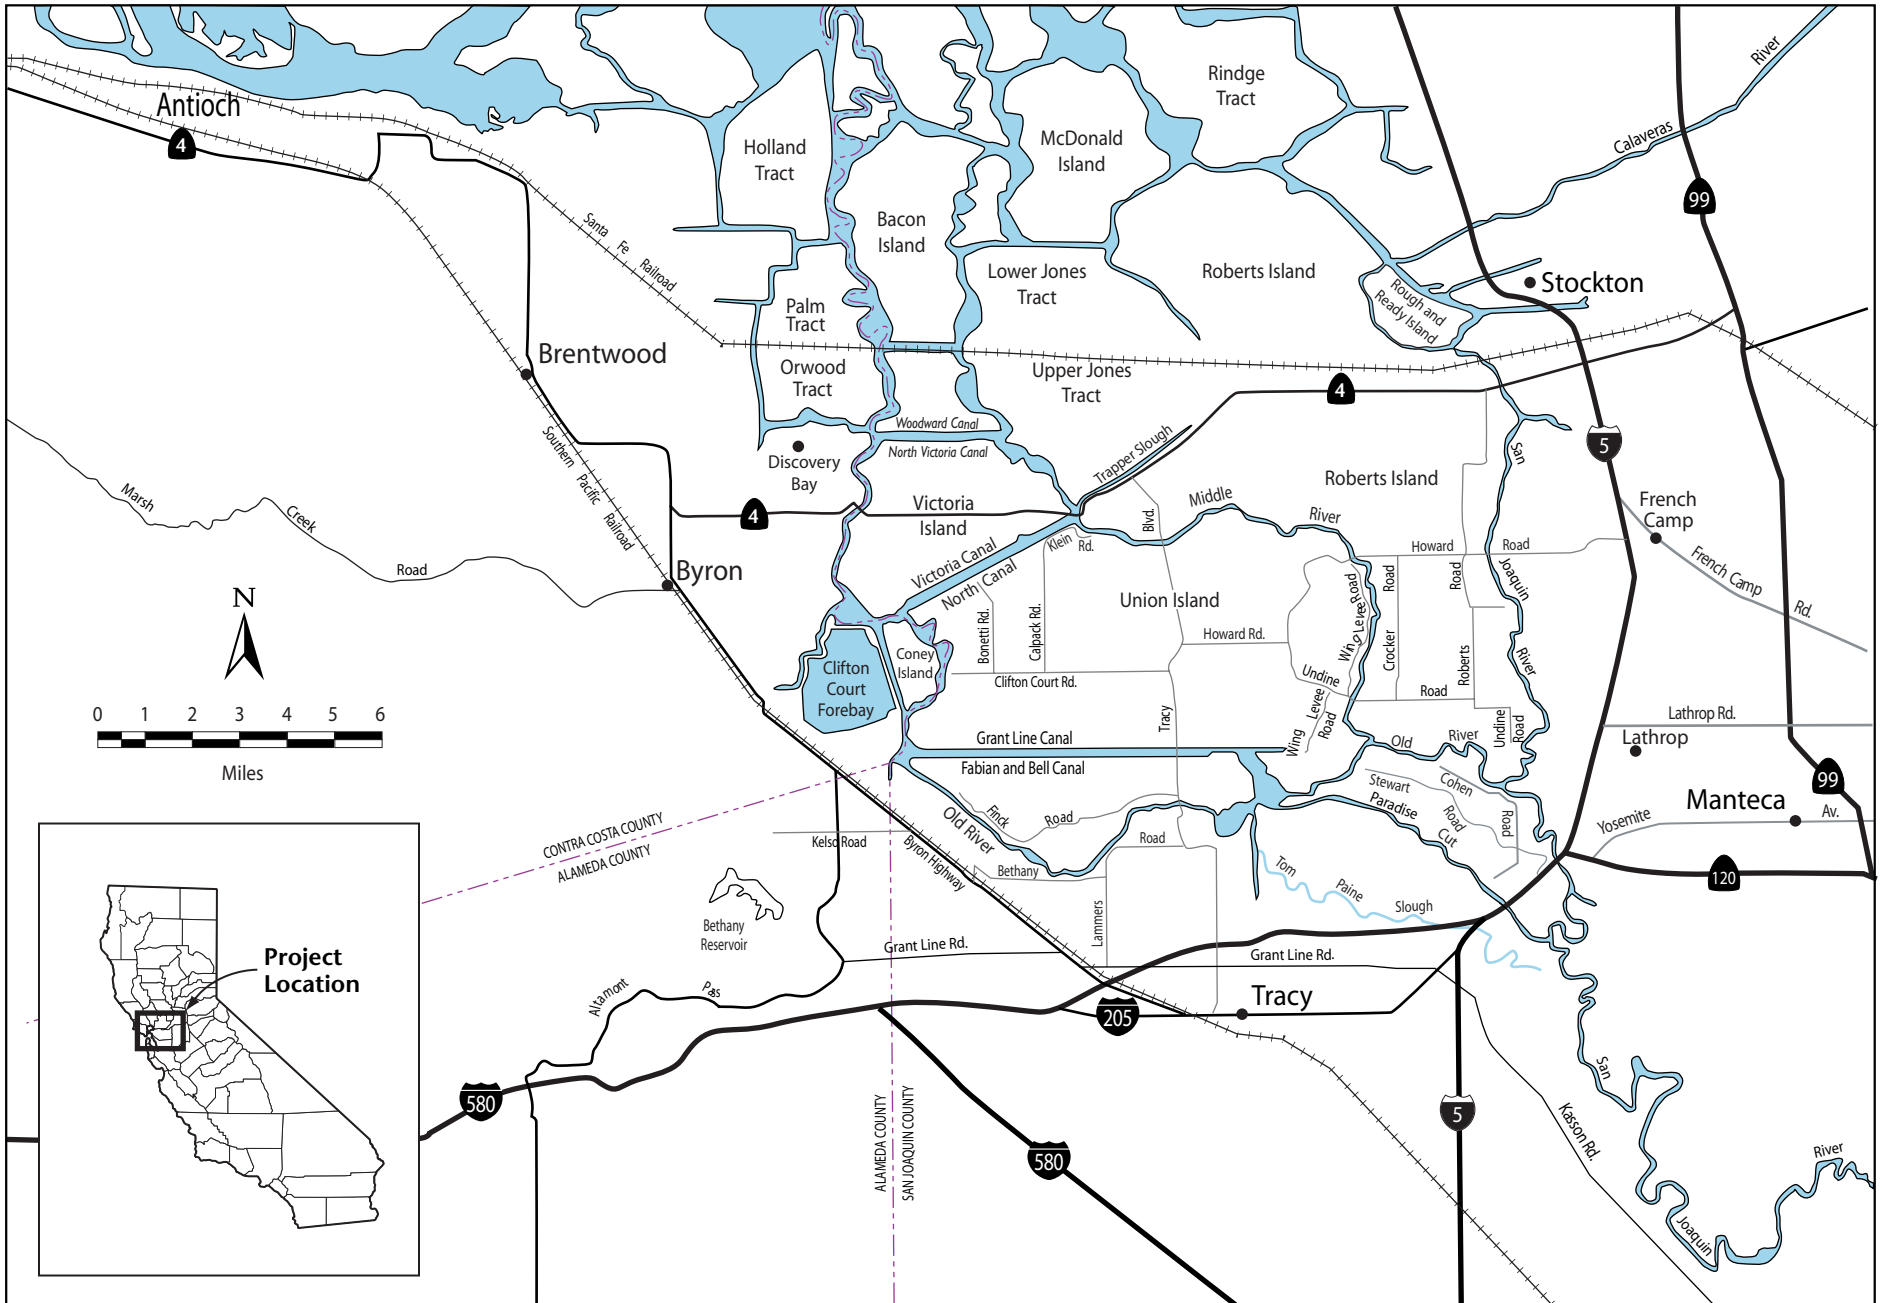 Antioch
4
Holland
Tract
Bacon
Island
McDonald
Island
Rindge
Tract
River
Calaveras
99
Santa Fe Railroad
Palm
Tract
Lower Jones
Tract
Roberts Island
Rough and
Ready Island
Stockton
Brentwood
Orwood
Tract
Upper Jones
Tract
4
5
Woodward Canal
North Victoria Canal
Discovery
Bay
Trapper Slough
Southern Pacific Railroad
Marsh Creek Road
4
Victoria
Island
Middle River
Roberts Island
San Joaquin River
French
Camp
French Camp Rd.
Byron
Victoria Canal
North Canal
Klein Rd.
Tracy Blvd.
Howard Road
Union Island
Bonetti Rd.
Calpack Rd.
Howard Rd.
Wing Levee Road
Crocker Road
Roberts Road
N
Clifton
Court
Forebay
Coney
Island
Clifton Court Rd.
Undine Road
Wing Levee Road
Undine Road
0 1 2 3 4 5 6
Miles
Grant Line Canal
Fabian and Bell Canal
Old River
Lathrop Rd.
Lathrop
99
Manteca
Yosemite Av.
120
Stewart Road
Cohen Road
Paradise Cut
Finck Road
Old River
CONTRA COSTA COUNTY
ALAMEDA COUNTY
Kelso Road
Byron Highway
Bethany Road
Tom Paine Slough
Bethany
Reservoir
Lammers
Grant Line Rd.
Grant Line Rd.
Altamont Pas
Tracy
205
580
580
5
ALAMEDA COUNTY
SAN JOAQUIN COUNTY
Kasson Rd.
San Joaquin River
Project
Location